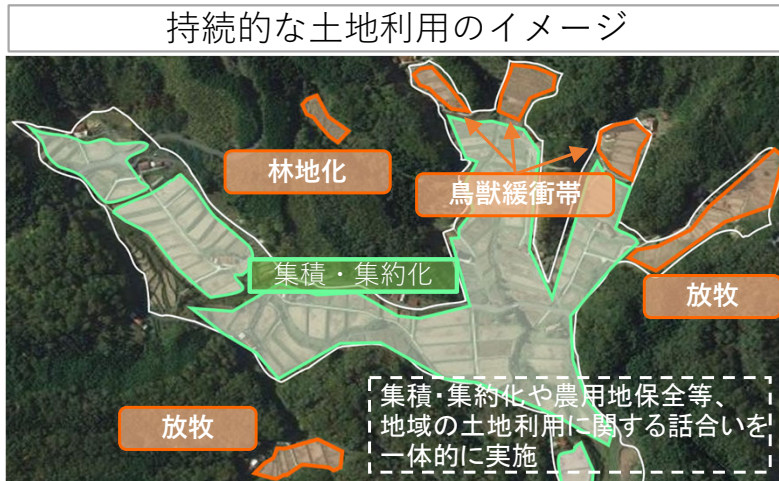 持続的な土地利用のイメージ
林地化
鳥獣緩衝帯
集積・集約化
放牧
放牧
集積・集約化や農用地保全等、
地域の土地利用に関する話合いを
一体的に実施